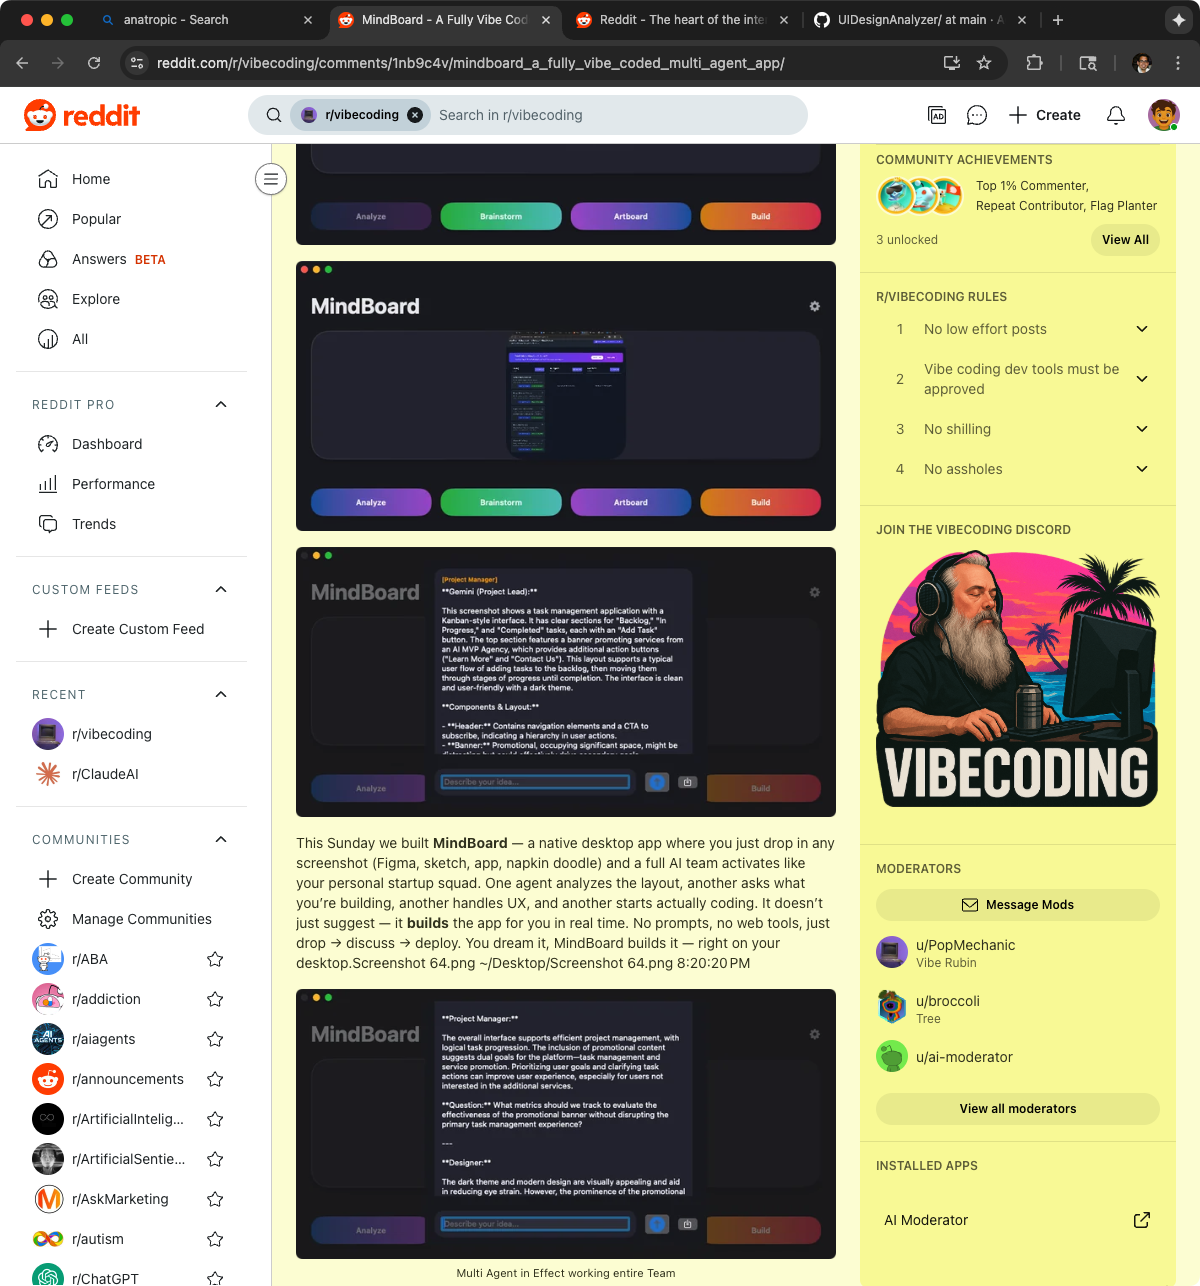 anatropic - Search
MindBoard - A Fully Vibe Cod
Reddit - The heart of the inte
UIDesignAnalyzer/ at main · A
reddit.com/r/vibecoding/comments/1nb9c4v/mindboard_a_fully_vibe_coded_multi_agent_app/
reddit
r/vibecoding
Search in r/vibecoding
AD
Create
Home
Popular
Answers BETA
Explore
All
REDDIT PRO
Dashboard
Performance
Trends
CUSTOM FEEDS
Create Custom Feed
RECENT
r/vibecoding
r/ClaudeAI
COMMUNITIES
Create Community
Manage Communities
r/ABA
r/addiction
AI
AGENTS
r/aiagents
r/announcements
r/ArtificialIntelig...
r/ArtificialSentie...
r/AskMarketing
r/autism
r/ChatGPT
Analyze
Brainstorm
Artboard
Build
MindBoard
Analyze
Brainstorm
Artboard
Build
MindBoard
[Project Manager]
**Gemini (Project Lead):**
This screenshot shows a task management application with a
Kanban-style interface. It has clear sections for "Backlog," "In
Progress," and "Completed" tasks, each with an "Add Task"
button. The top section features a banner promoting services from
an AI MVP Agency, which provides additional action buttons
("Learn More" and "Contact Us"). This layout supports a typical
user flow of adding tasks to the backlog, then moving them
through stages of progress until completion. The interface is clean
and user-friendly with a dark theme.
**Components & Layout:**
- **Header:** Contains navigation elements and a CTA to
subscribe, indicating a hierarchy in user actions.
- **Banner:** Promotional, occupying significant space, might be
Describe your idea...
Analyze
Build
This Sunday we built MindBoard — a native desktop app where you just drop in any
screenshot (Figma, sketch, app, napkin doodle) and a full AI team activates like
your personal startup squad. One agent analyzes the layout, another asks what
you're building, another handles UX, and another starts actually coding. It doesn't
just suggest — it builds the app for you in real time. No prompts, no web tools, just
drop → discuss → deploy. You dream it, MindBoard builds it — right on your
desktop.Screenshot 64.png ~/Desktop/Screenshot 64.png 8:20:20 PM
MindBoard
**Project Manager:**
The overall interface supports efficient project management, with
logical task progression. The inclusion of promotional content
suggests dual goals for the platform—task management and
service promotion. Prioritizing user goals and clarifying task
actions can improve user experience, especially for users not
interested in the additional services.
**Question:** What metrics should we track to evaluate the
effectiveness of the promotional banner without disrupting the
primary task management experience?
---
**Designer:**
The dark theme and modern design are visually appealing and aid
in reducing eye strain. However, the prominence of the promotional
Describe your idea...
Analyze
Build
Multi Agent in Effect working entire Team
COMMUNITY ACHIEVEMENTS
Top 1% Commenter,
Repeat Contributor, Flag Planter
3 unlocked
View All
R/VIBECODING RULES
1 No low effort posts
2 Vibe coding dev tools must be
approved
3 No shilling
4 No assholes
JOIN THE VIBECODING DISCORD
VIBECODING
MODERATORS
Message Mods
u/PopMechanic
Vibe Rubin
u/broccoli
Tree
u/ai-moderator
View all moderators
INSTALLED APPS
AI Moderator